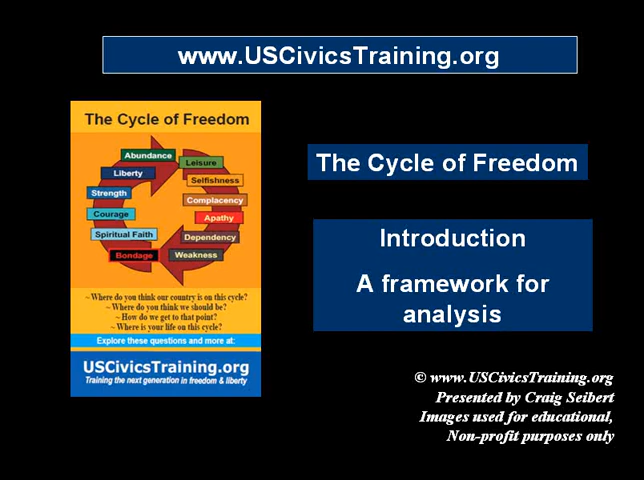 www.USCivicsTraining.org
The Cycle of Freedom
Abundance
Leisure
Liberty
Selfishness
Strength
Complacency
Courage
Apathy
Spiritual Faith
Dependency
Bondage
Weakness
~ Where do you think our country is on this cycle?
~ Where do you think we should be?
~ How do we get to that point?
~ Where is your life on this cycle?
Explore these questions and more at:
USCivicsTraining.org
Training the next generation in freedom & liberty
The Cycle of Freedom
Introduction
A framework for
analysis
© www.USCivicsTraining.org
Presented by Craig Seibert
Images used for educational,
Non-profit purposes only